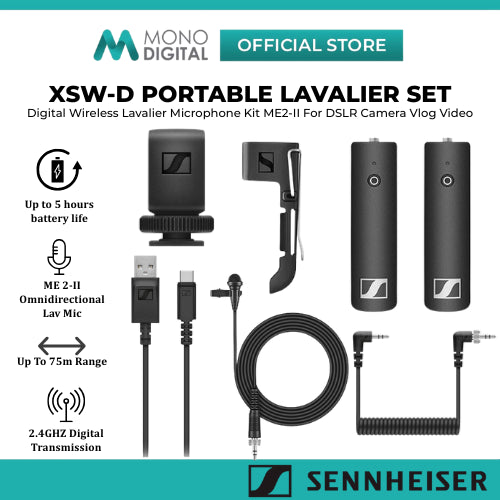 MONO
DIGITAL
OFFICIAL STORE
XSW-D PORTABLE LAVALIER SET
Digital Wireless Lavalier Microphone Kit ME2-II For DSLR Camera Vlog Video
Up to 5 hours
battery life
ME 2-II
Omnidirectional
Lav Mic
Up To 75m Range
2.4GHZ Digital
Transmission
SENNHEISER